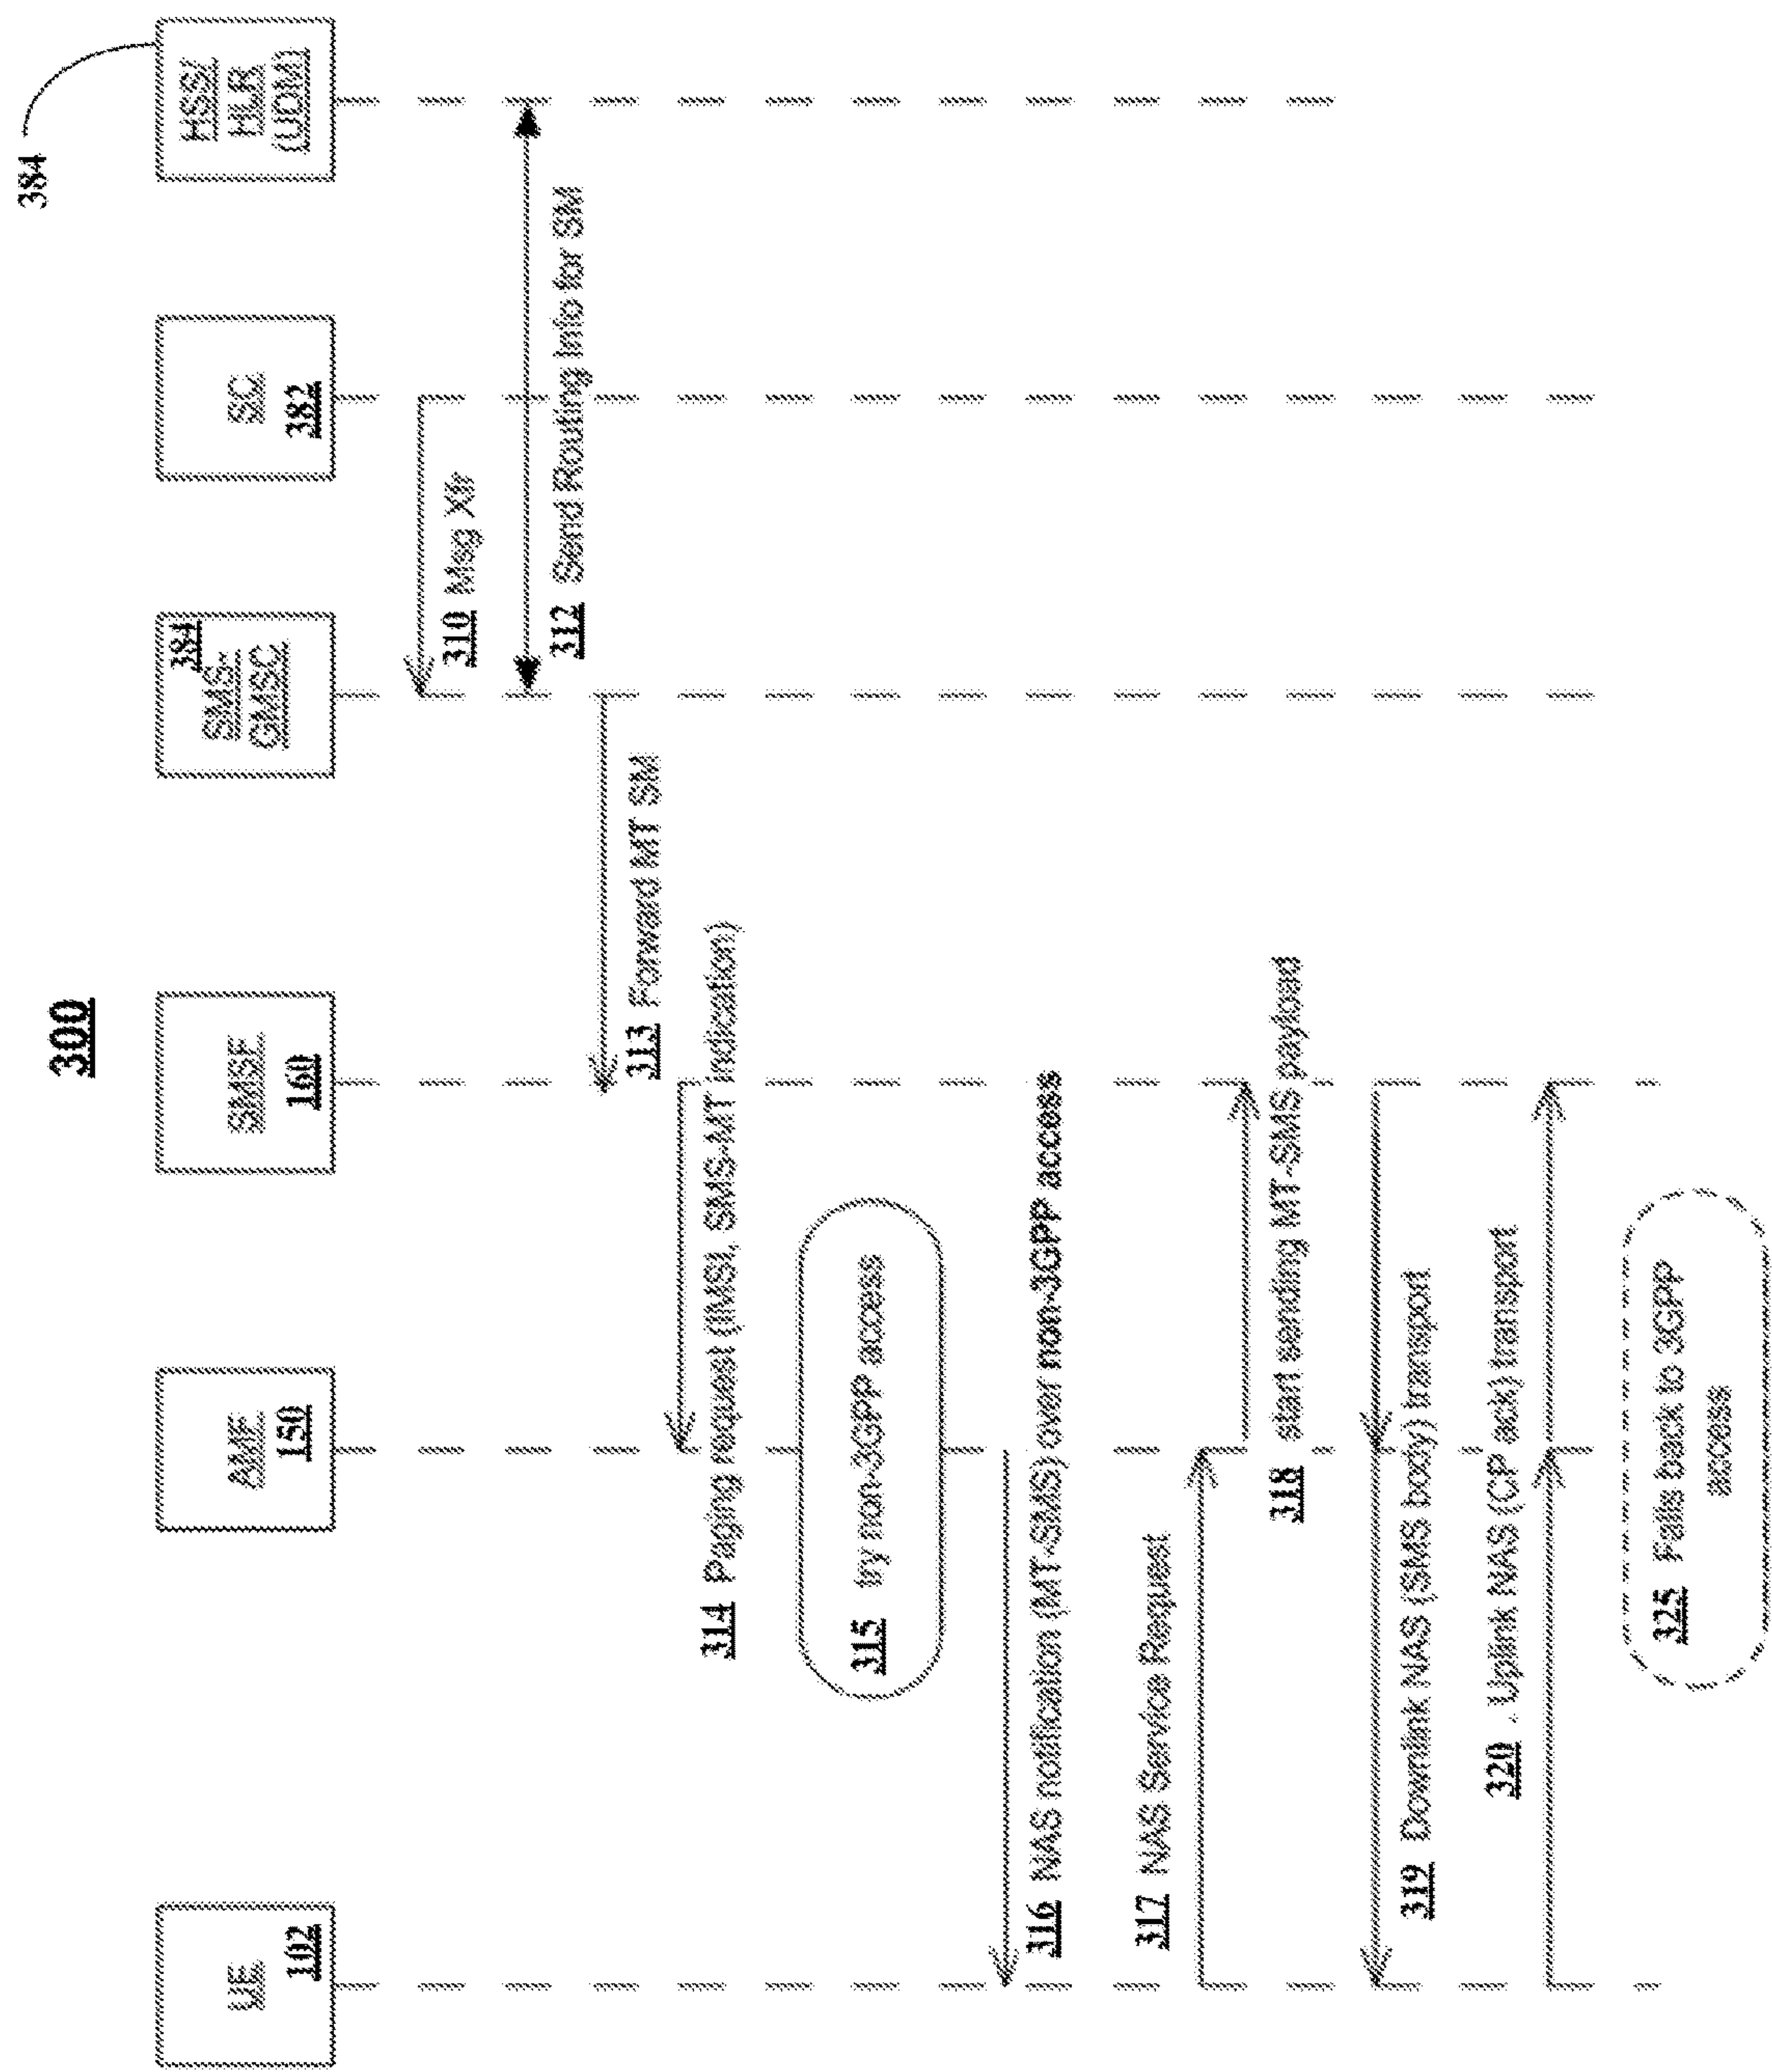 300
UE
102
AMF
150
SMSF
160
384
SMS-
GMSC
SC
382
HSS/
HLR
(UDM)
384
310 Msg Xfr
312 Send Routing Info for SM
313 Forward MT SM
314 Paging request (IMSI, SMS-MT indication)
315 try non-3GPP access
316 NAS notification (MT-SMS) over non-3GPP access
317 NAS Service Request
318 start sending MT-SMS payload
319 Downlink NAS (SMS body) transport
320 . Uplink NAS (CP ack) transport
325 Falls back to 3GPP
access